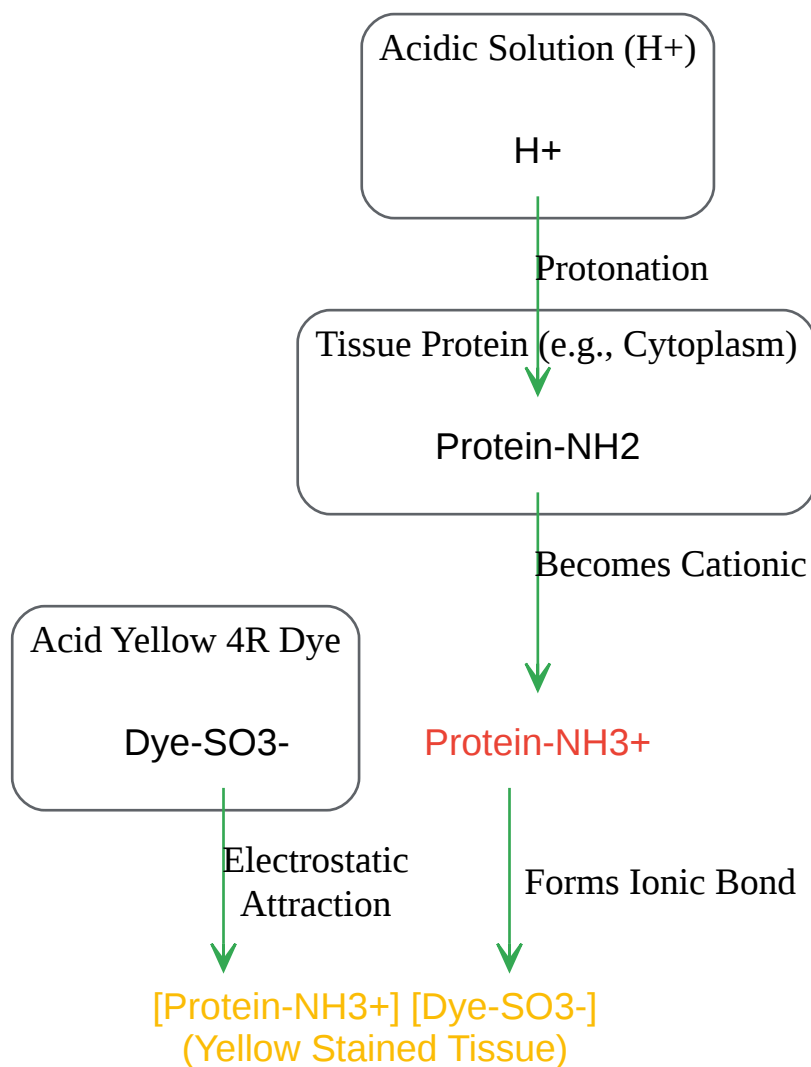 Acidic Solution (H+)
H+
Protonation
Tissue Protein (e.g., Cytoplasm)
Protein-NH2
Becomes Cationic
Acid Yellow 4R Dye
Dye-SO3-
Protein-NH3+
Electrostatic
Attraction
Forms Ionic Bond
[Protein-NH3+] [Dye-SO3-]
(Yellow Stained Tissue)